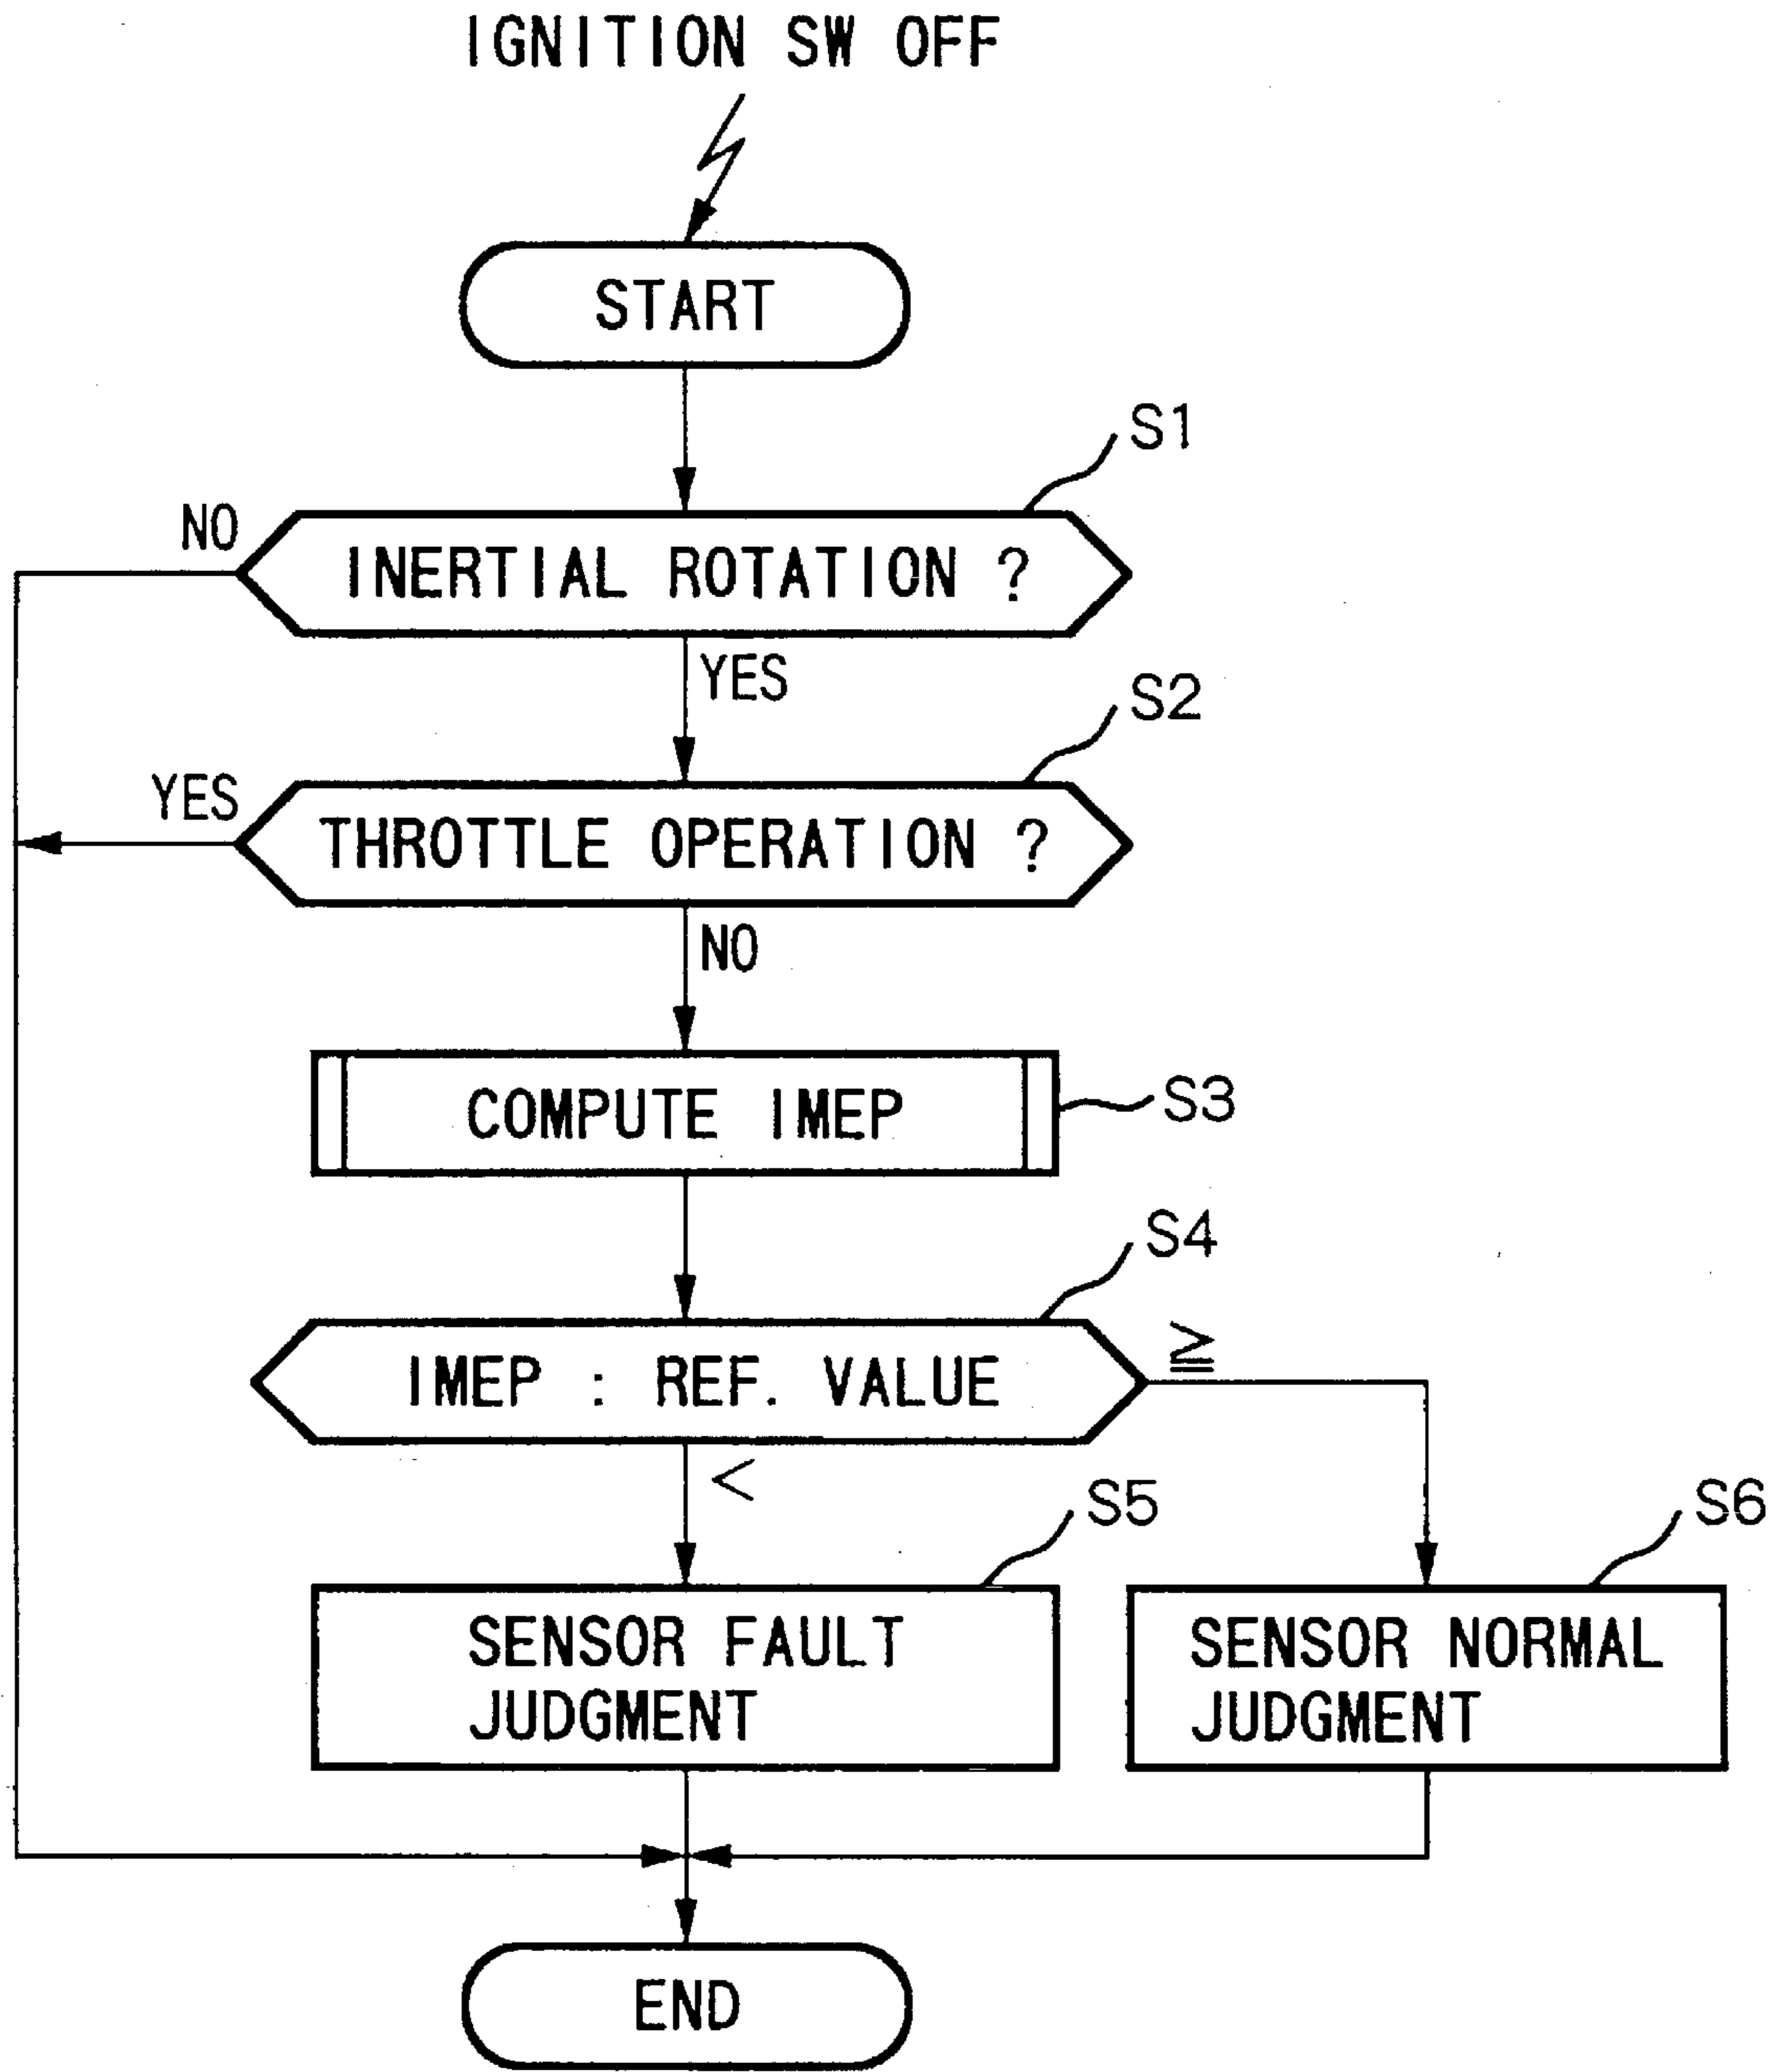 IGNITION SW OFF
START
S1
NO
INERTIAL ROTATION ?
YES
S2
YES
THROTTLE OPERATION ?
NO
COMPUTE IMEP
S3
S4
IMEP : REF. VALUE
≧
<
S5
S6
SENSOR FAULT
JUDGMENT
SENSOR NORMAL
JUDGMENT
END